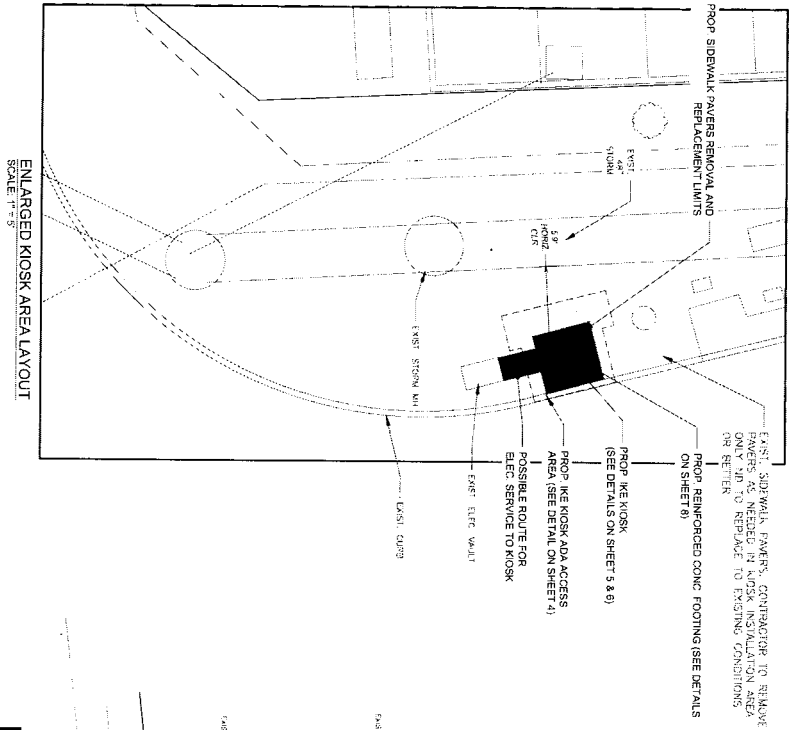 EXIST. SIDEWALK PAVERS. CONTRACTOR TO REMOVE
PAVERS AS NEEDED IN KIOSK INSTALLATION AREA
ONLY AND TO REPLACE TO EXISTING CONDITIONS
OR BETTER
PROP. REINFORCED CONC. FOOTING (SEE DETAILS
ON SHEET 8)
PROP. IKE KIOSK
(SEE DETAILS ON SHEET 5 & 6)
PROP. IKE KIOSK ADA ACCESS
AREA (SEE DETAIL ON SHEET 4)
POSSIBLE ROUTE FOR
ELEC. SERVICE TO KIOSK
EXIST. ELEC. VAULT
EXIST. CURB
PROP. SIDEWALK PAVERS REMOVAL AND
REPLACEMENT LIMITS
EXIST.
48"
STORM
5.9'
HORIZ.
CLR
EXIST. STORM MH
ENLARGED KIOSK AREA LAYOUT
SCALE: 1" = 5'